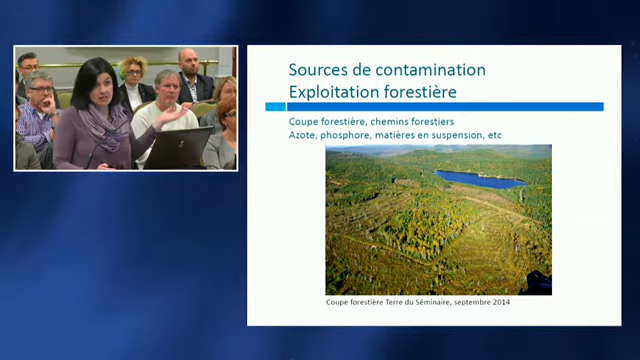 Sources de contamination
Exploitation forestière
Coupe forestière, chemins forestiers
Azote, phosphore, matières en suspension, etc
Coupe forestière Terre du Séminaire, septembre 2014